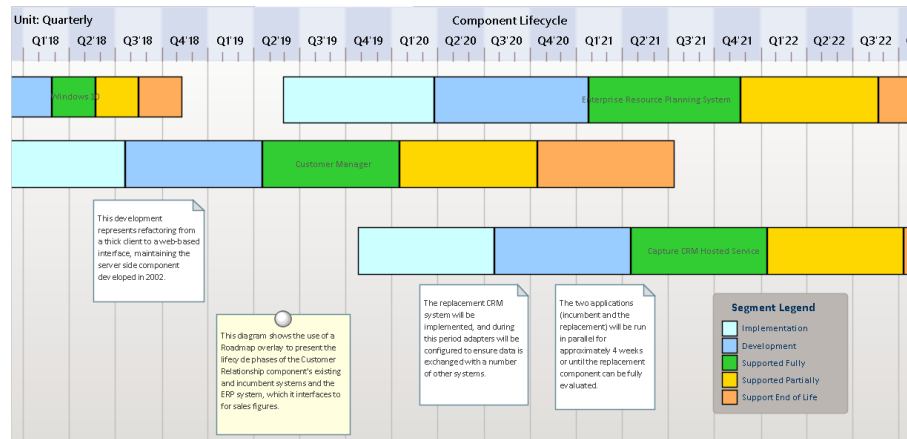 Unit: Quarterly
Component Lifecycle
Q1'18 Q2'18 Q3'18 Q4'18 Q1'19 Q2'19 Q3'19 Q4'19 Q1'20 Q2'20 Q3'20 Q4'20 Q1'21 Q2'21 Q3'21 Q4'21 Q1'22 Q2'22 Q3'22
Windows 10
Enterprise Resource Planning System
Customer Manager
Capture CRM Hosted Service
This development
represents refactoring from
a thick client to a web-based
interface, maintaining the
server side component
developed in 2002.
This diagram shows the use of a
Roadmap overlay to present the
lifecycle phases of the Customer
Relationship component's existing
and incumbent systems and the
ERP system, which it interfaces to
for sales figures.
The replacement CRM
system will be
implemented, and during
this period adapters will be
configured to ensure data is
exchanged with a number
of other systems.
The two applications
(incumbent and the
replacement) will be run
in parallel for
approximately 4 weeks
or until the replacement
component can be fully
evaluated.
Segment Legend
Implementation
Development
Supported Fully
Supported Partially
Support End of Life